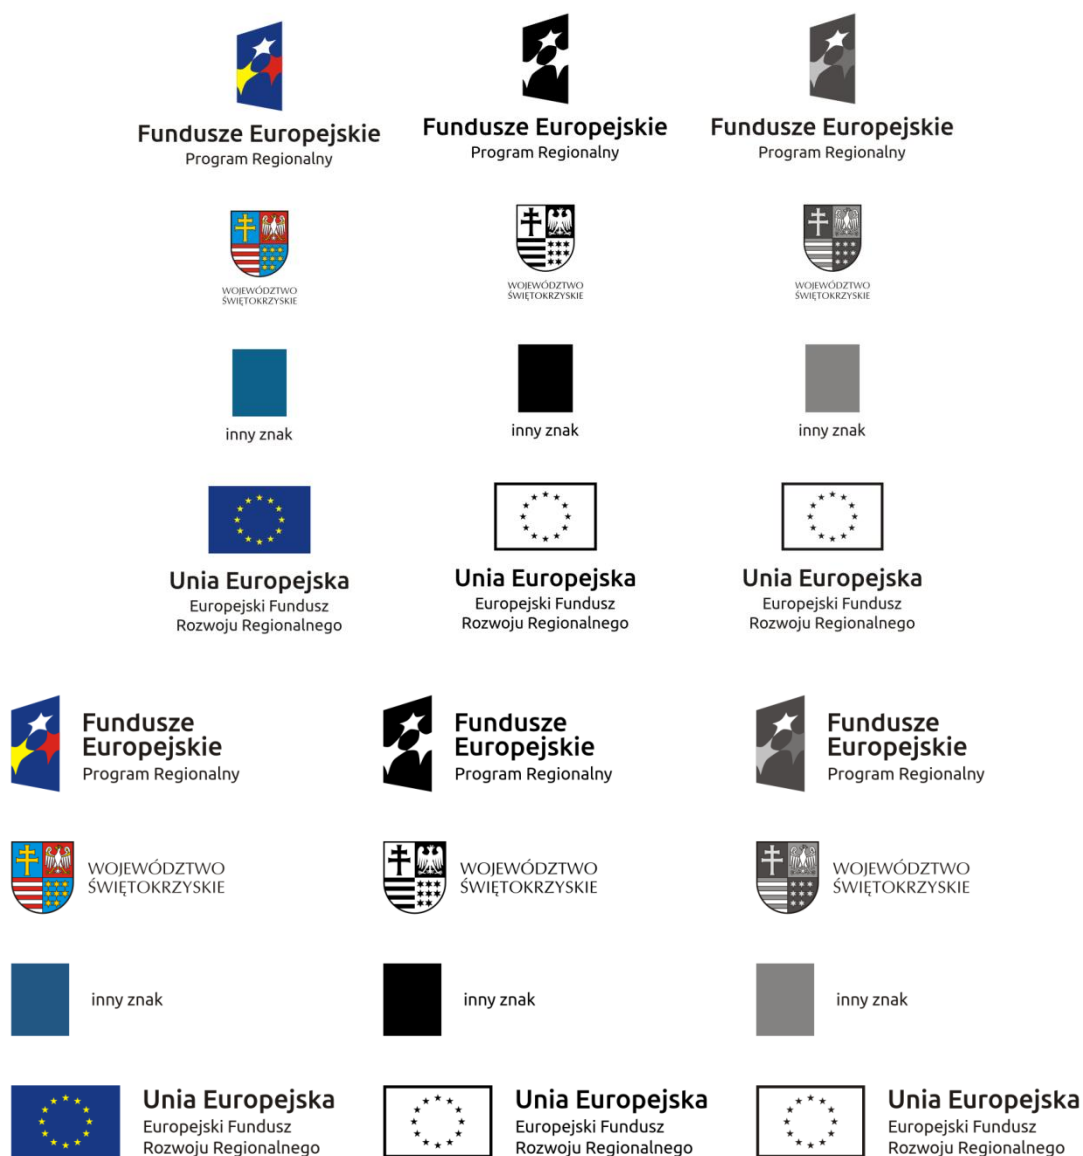 Fundusze Europejskie
Program Regionalny
Fundusze Europejskie
Program Regionalny
Fundusze Europejskie
Program Regionalny
WOJEWÓDZTWO
ŚWIĘTOKRZYSKIE
WOJEWÓDZTWO
ŚWIĘTOKRZYSKIE
WOJEWÓDZTWO
ŚWIĘTOKRZYSKIE
inny znak
inny znak
inny znak
Unia Europejska
Europejski Fundusz
Rozwoju Regionalnego
Unia Europejska
Europejski Fundusz
Rozwoju Regionalnego
Unia Europejska
Europejski Fundusz
Rozwoju Regionalnego
Fundusze
Europejskie
Program Regionalny
Fundusze
Europejskie
Program Regionalny
Fundusze
Europejskie
Program Regionalny
WOJEWÓDZTWO
ŚWIĘTOKRZYSKIE
WOJEWÓDZTWO
ŚWIĘTOKRZYSKIE
WOJEWÓDZTWO
ŚWIĘTOKRZYSKIE
inny znak
inny znak
inny znak
Unia Europejska
Europejski Fundusz
Rozwoju Regionalnego
Unia Europejska
Europejski Fundusz
Rozwoju Regionalnego
Unia Europejska
Europejski Fundusz
Rozwoju Regionalnego